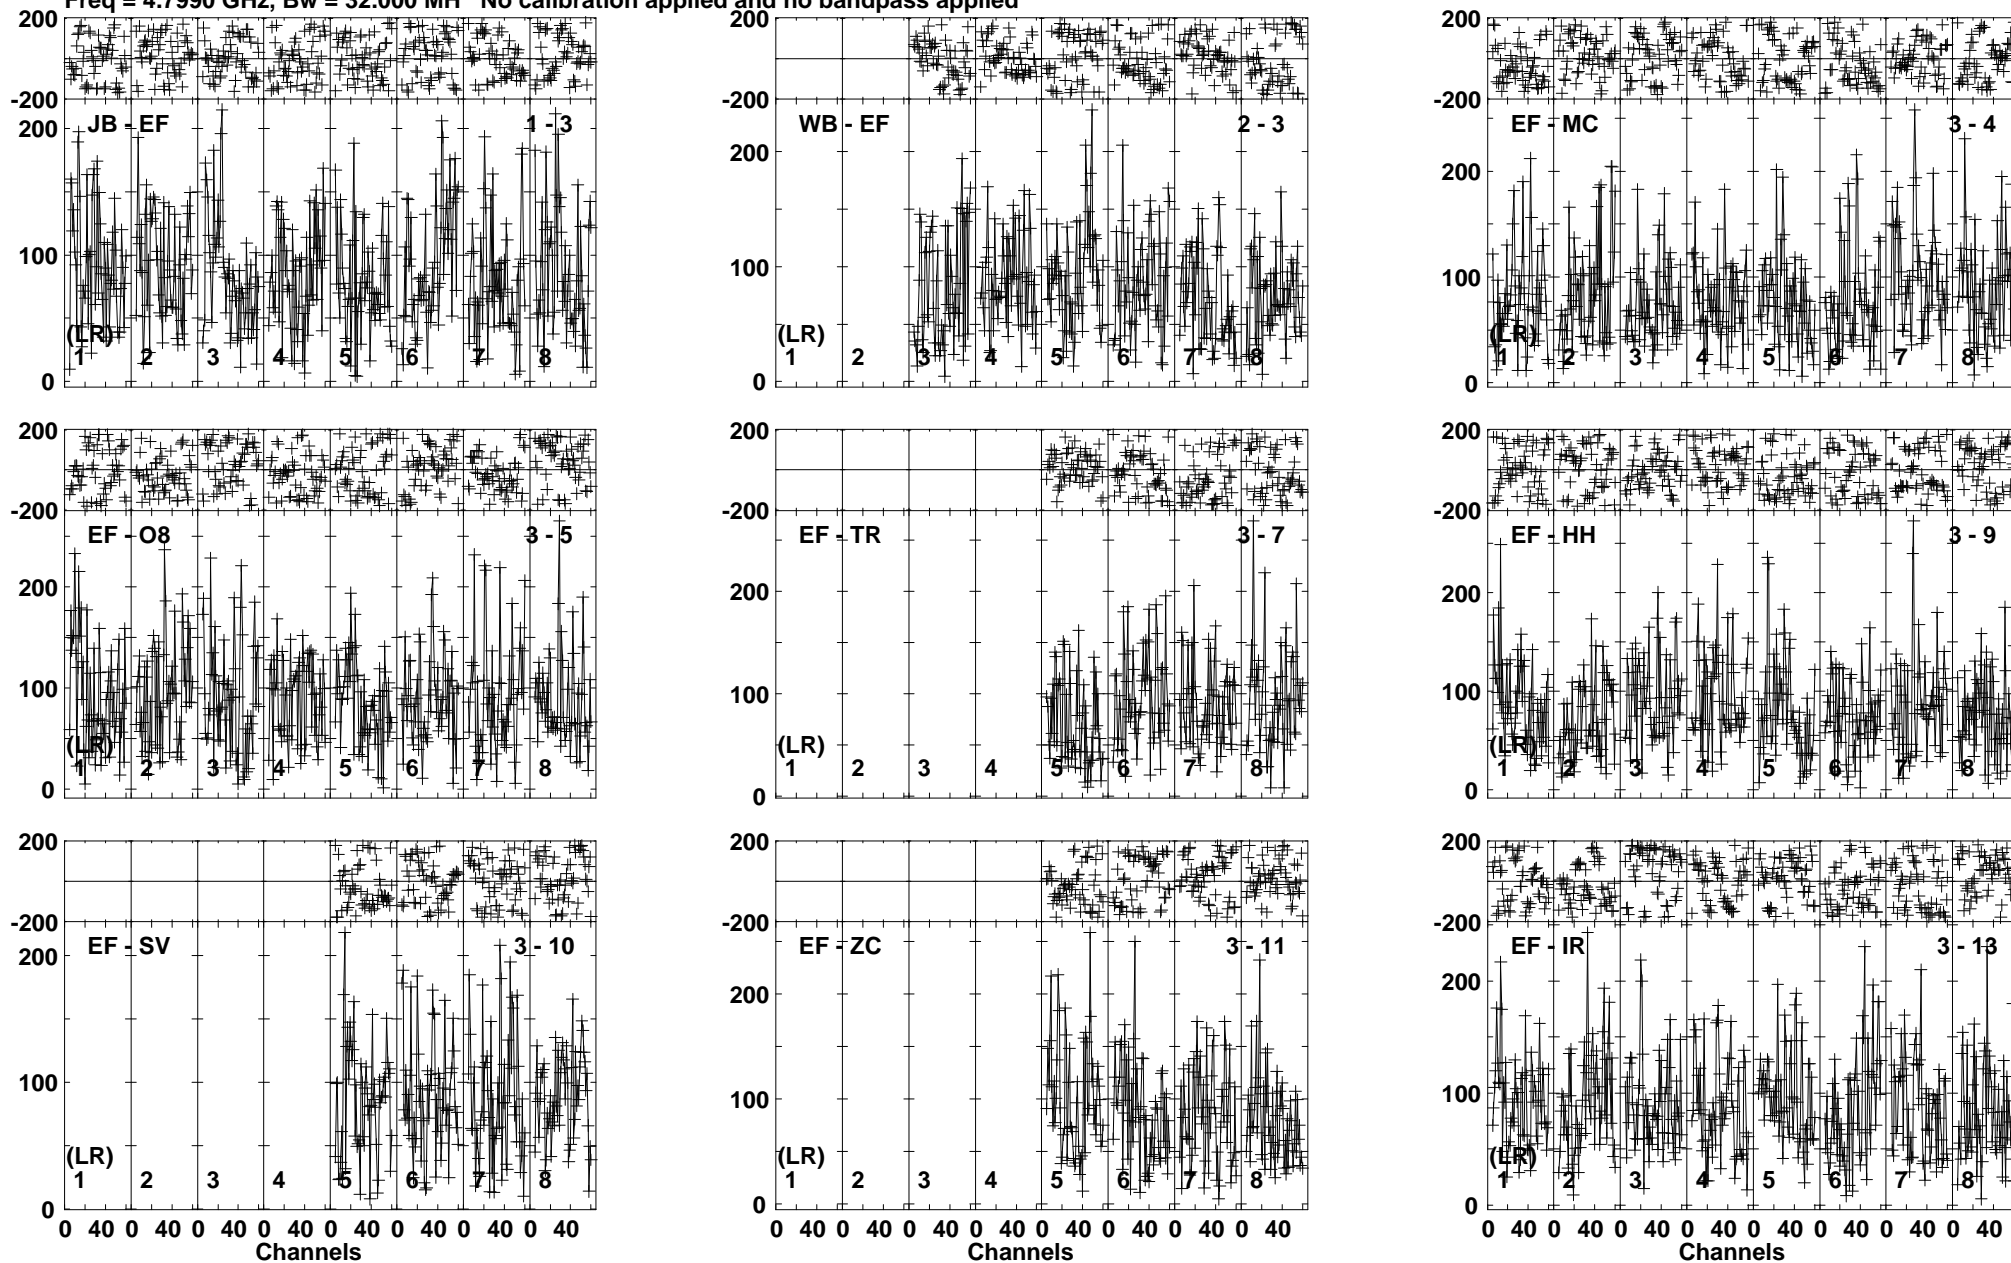 Freq = 4.7990 GHz, Bw = 32.000 MH No calibration applied and no bandpass applied
200 200 200
-200 -200 -200
JB - EF 1 - 3 WB - EF 2 - 3 EF - MC 3 - 4
200 200 200
100 100 100
(LR) (LR) (LR)
1 2 3 4 5 6 7 8 1 2 3 4 5 6 7 8 1 2 3 4 5 6 7 8
0 0 0
200 200 200
-200 -200 -200
EF - O8 3 - 5 EF - TR 3 - 7 EF - HH 3 - 9
200 200 200
100 100 100
(LR) (LR) (LR)
1 2 3 4 5 6 7 8 1 2 3 4 5 6 7 8 1 2 3 4 5 6 7 8
0 0 0
200 200 200
-200 -200 -200
EF - SV 3 - 10 EF - ZC 3 - 11 EF - IR 3 - 13
200 200 200
100 100 100
(LR) (LR) (LR)
1 2 3 4 5 6 7 8 1 2 3 4 5 6 7 8 1 2 3 4 5 6 7 8
0 0 0
0 40 0 40 0 40 0 40 0 40 0 40 0 40 0 40 0 40 0 40 0 40 0 40 0 40 0 40 0 40 0 40 0 40 0 40 0 40 0 40 0 40 0 40 0 40 0 40
Channels Channels Channels